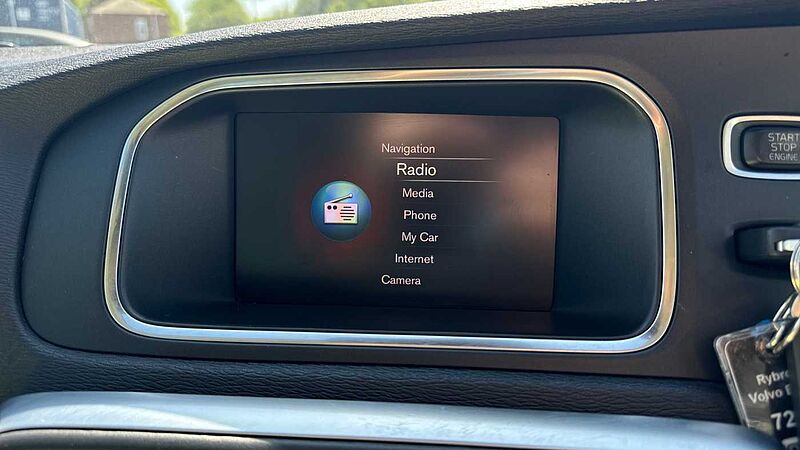 Navigation
Radio
Media
Phone
My Car
Internet
Camera
START
STOP
ENGINE
Volvo
72